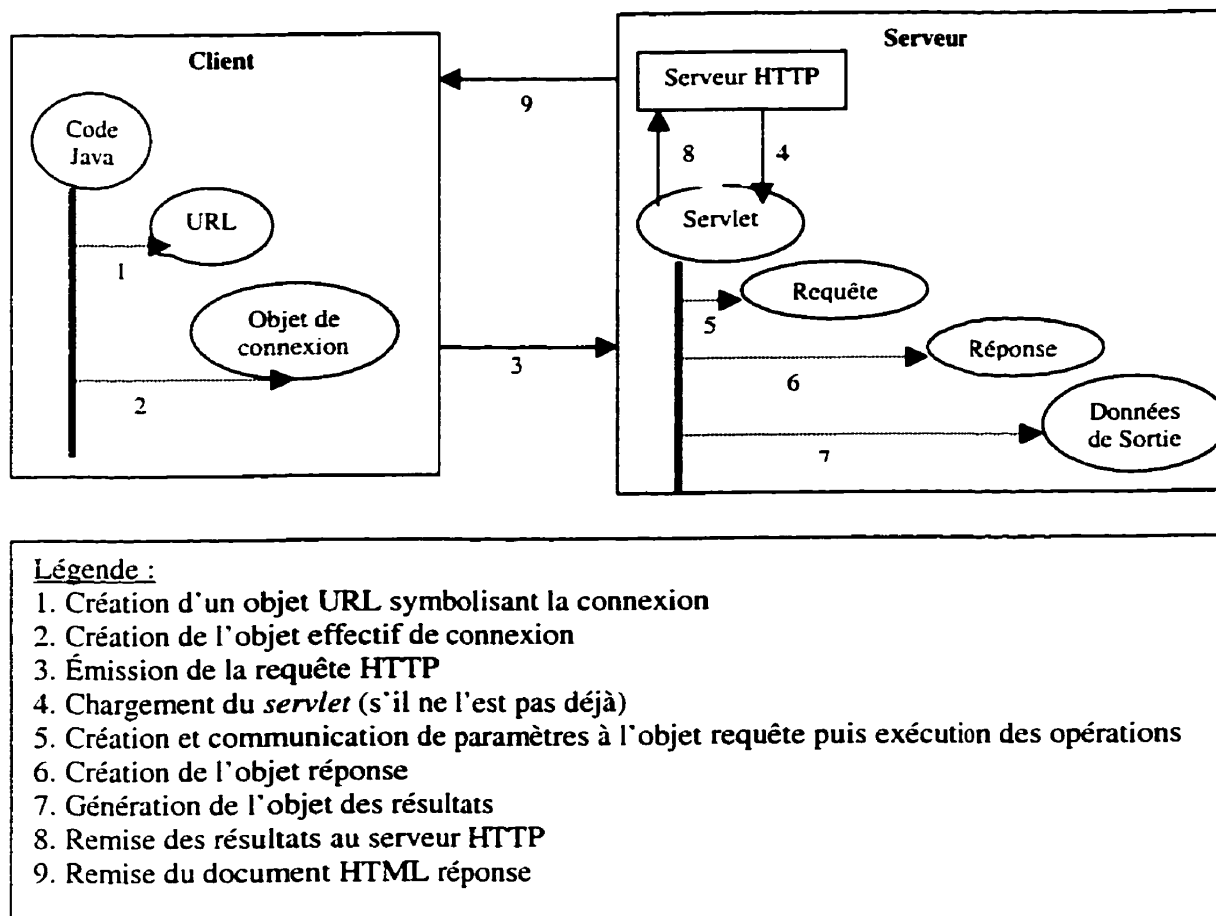 Client
Code
Java
URL
1
Objet de
connexion
2
9
3
Serveur
Serveur HTTP
8
4
Servlet
Requête
5
Réponse
6
Données
de Sortie
7
Légende :
1. Création d'un objet URL symbolisant la connexion
2. Création de l'objet effectif de connexion
3. Émission de la requête HTTP
4. Chargement du servlet (s'il ne l'est pas déjà)
5. Création et communication de paramètres à l'objet requête puis exécution des opérations
6. Création de l'objet réponse
7. Génération de l'objet des résultats
8. Remise des résultats au serveur HTTP
9. Remise du document HTML réponse